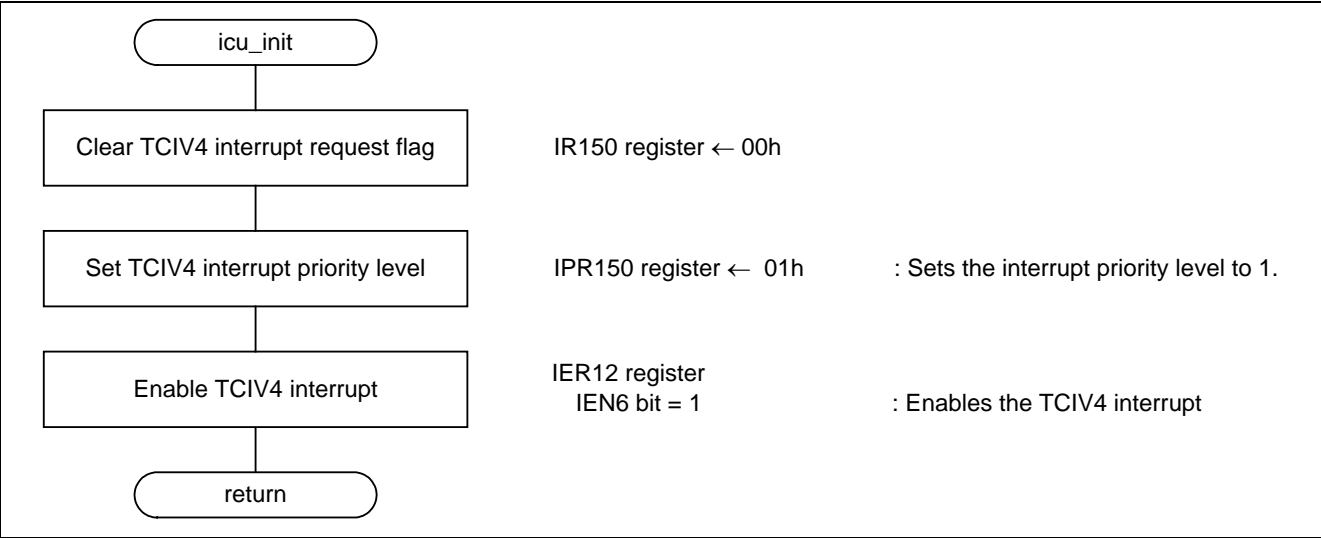 icu_init
Clear TCIV4 interrupt request flag
IR150 register ← 00h
Set TCIV4 interrupt priority level
IPR150 register ← 01h
: Sets the interrupt priority level to 1.
Enable TCIV4 interrupt
IER12 register
IEN6 bit = 1
: Enables the TCIV4 interrupt
return